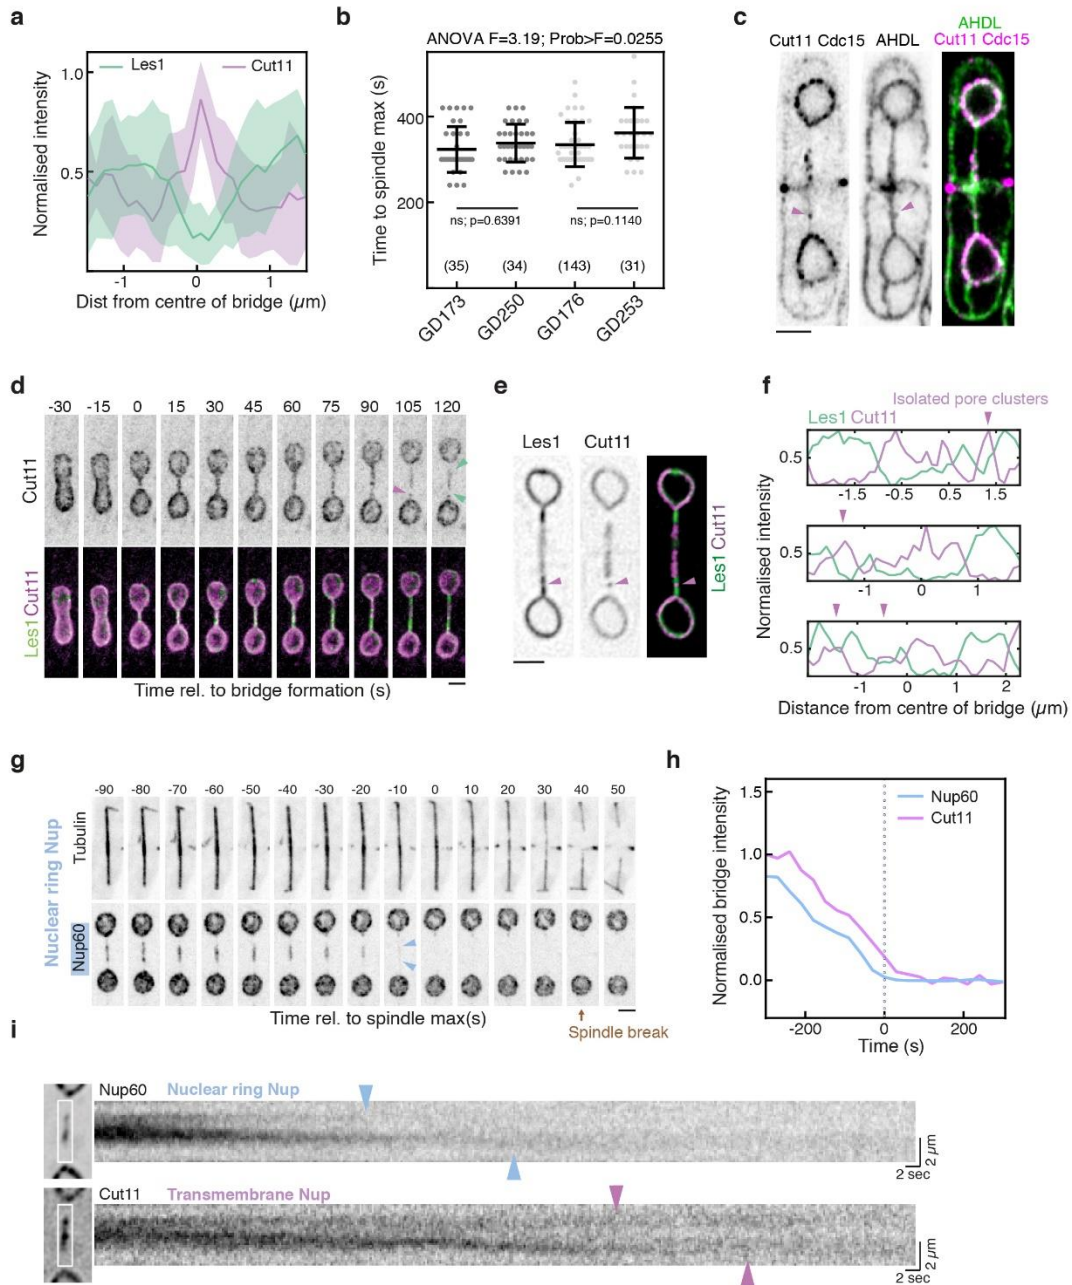 a
Les1
Cut11
1.0
0.5
Normalised intensity
-1
0
1
Dist from centre of bridge (µm)
b
ANOVA F=3.19; Prob>F=0.0255
400
200
Time to spindle max (s)
ns; p=0.6391
ns; p=0.1140
(35)
(34)
(143)
(31)
GD173
GD250
GD176
GD253
c
AHDL
Cut11 Cdc15
AHDL
Cut11 Cdc15
d
-30 -15 0 15 30 45 60 75 90 105 120
Cut11
Les1 Cut11
Time rel. to bridge formation (s)
e
Les1
Cut11
Les1 Cut11
f
Isolated pore clusters
Les1 Cut11
0.5
-1.5 -0.5 0.5 1.5
0.5
-1 0 1
0.5
-1 0 1 2
Normalised intensity
Distance from centre of bridge (µm)
g
-90 -80 -70 -60 -50 -40 -30 -20 -10 0 10 20 30 40 50
Nuclear ring Nup
Tubulin
Nup60
Time rel. to spindle max(s)
Spindle break
h
1.5
1.0
0.5
0.0
Normalised bridge intensity
Nup60
Cut11
-200 0 200
Time (s)
i
Nup60 Nuclear ring Nup
2 µm
2 sec
Cut11 Transmembrane Nup
2 µm
2 sec